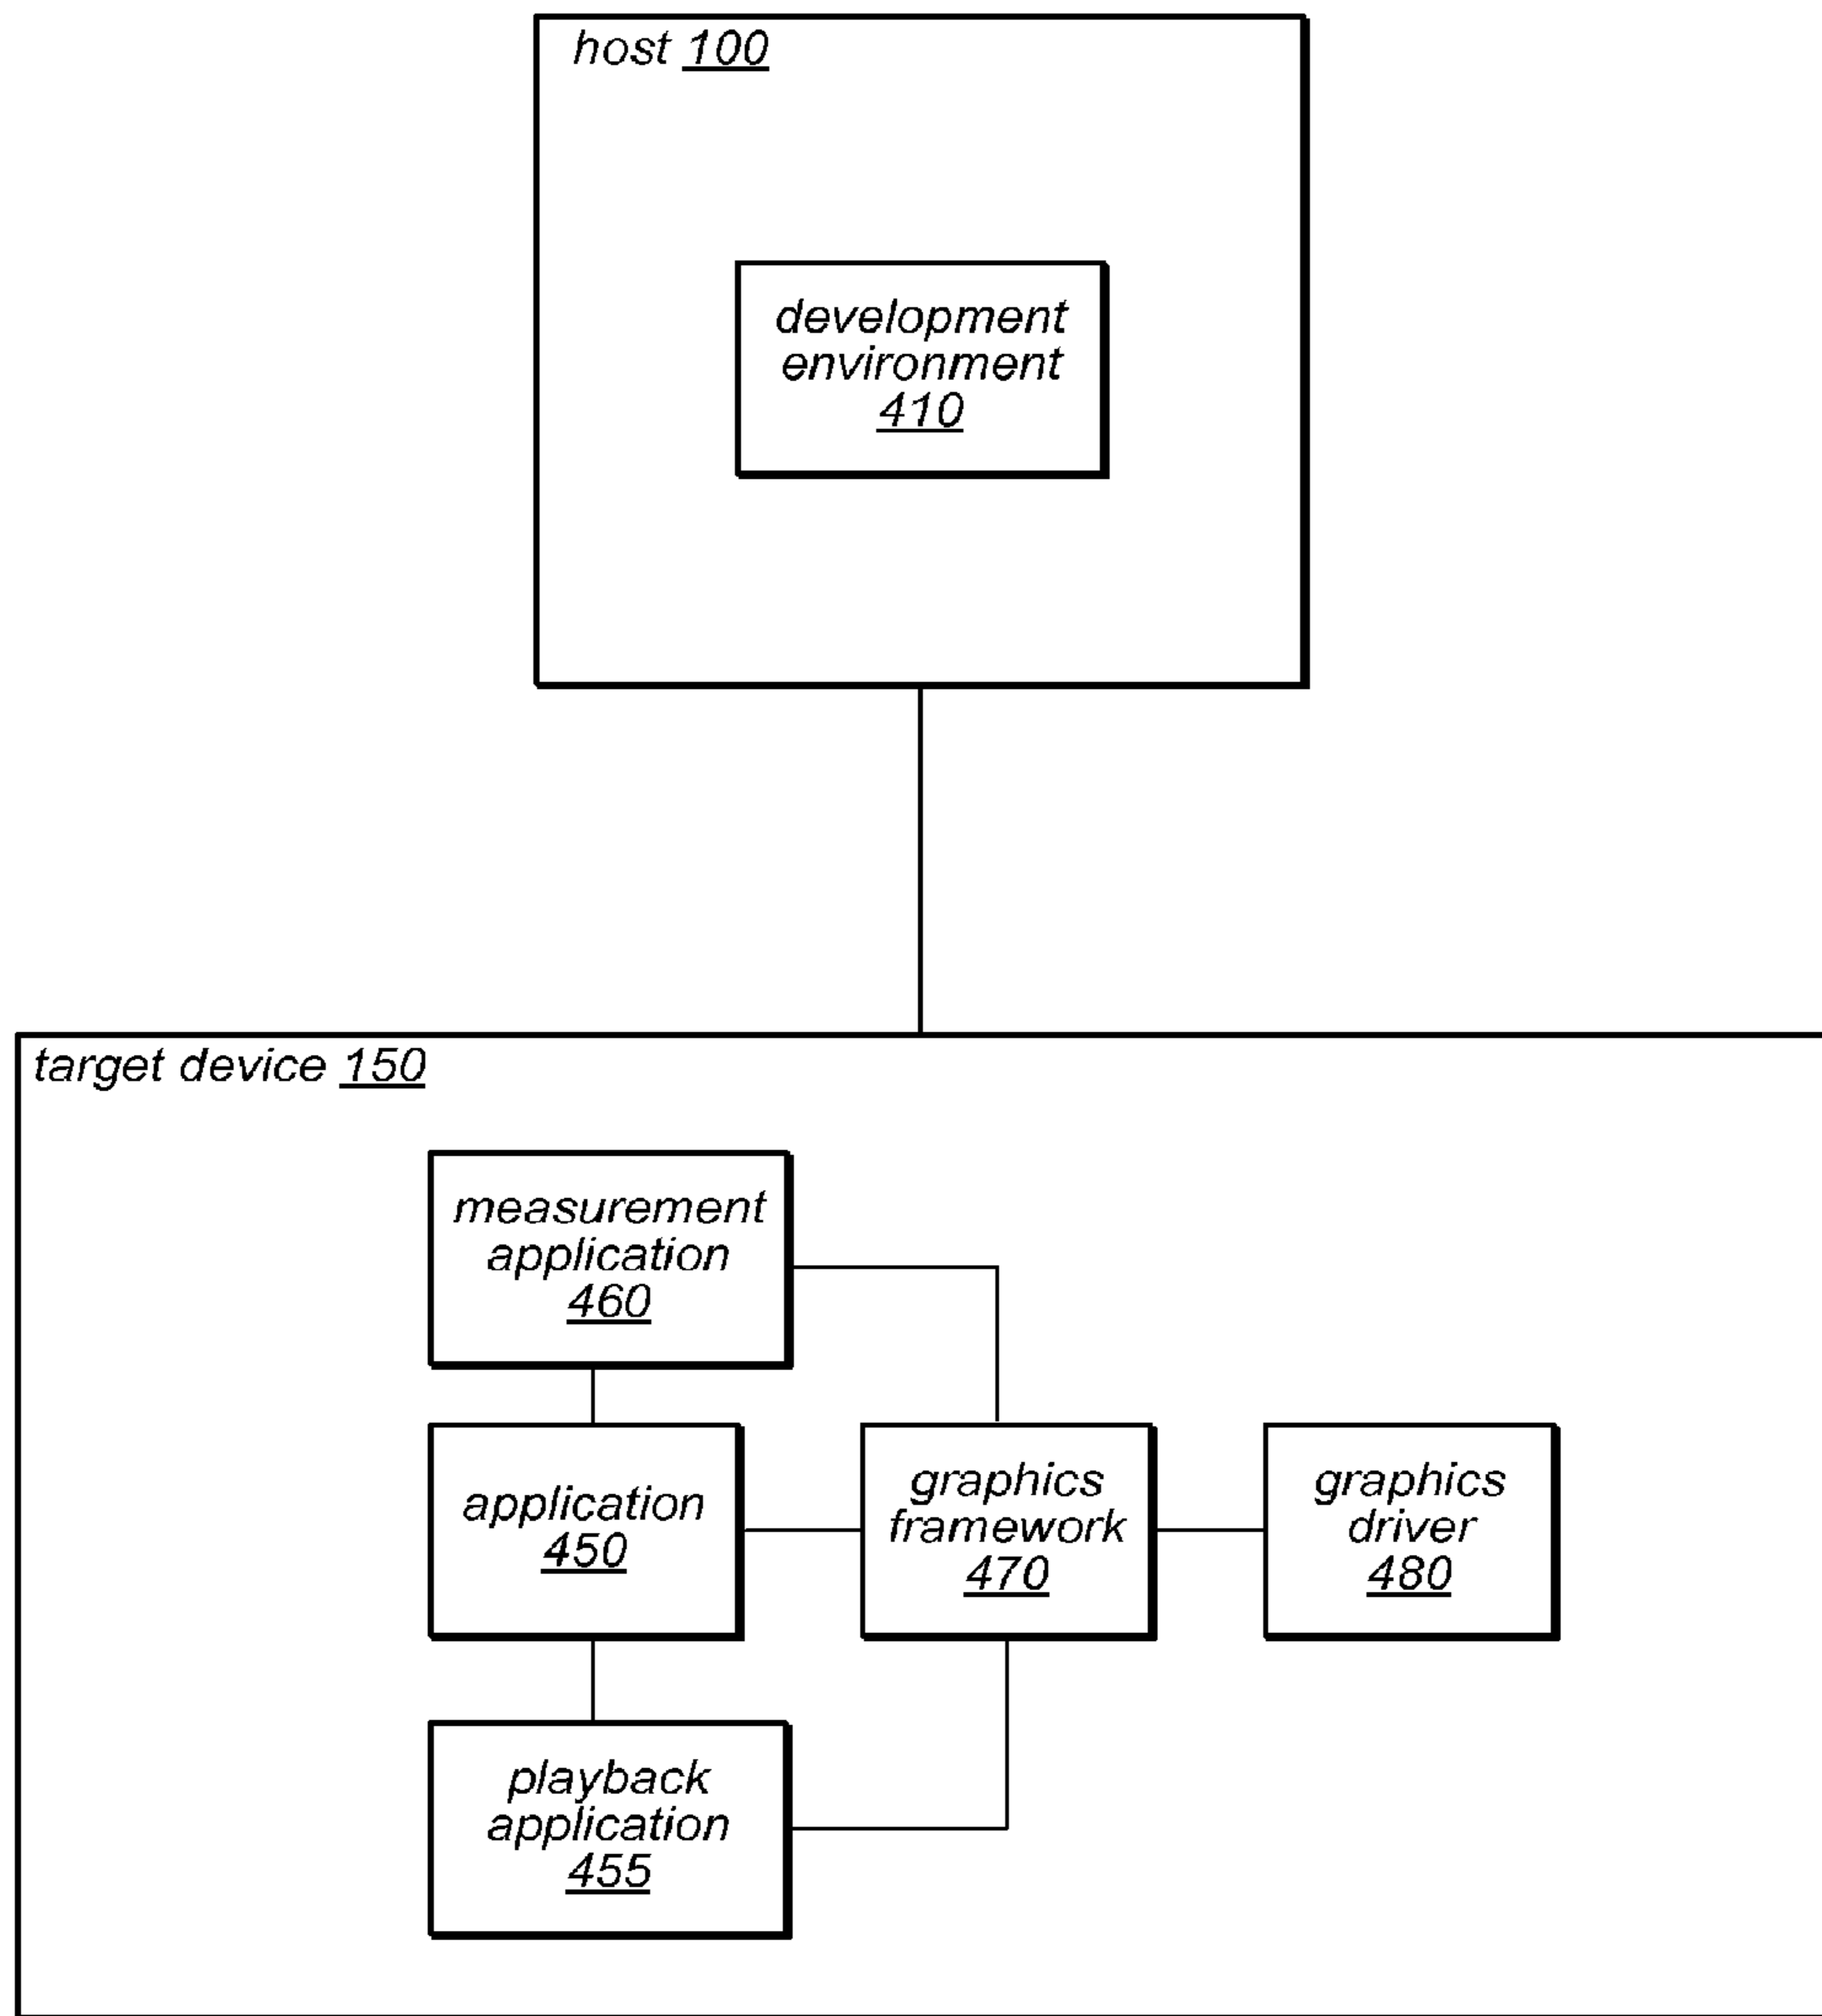 host 100
development
environment
410
target device 150
measurement
application
460
application
450
graphics
framework
470
graphics
driver
480
playback
application
455